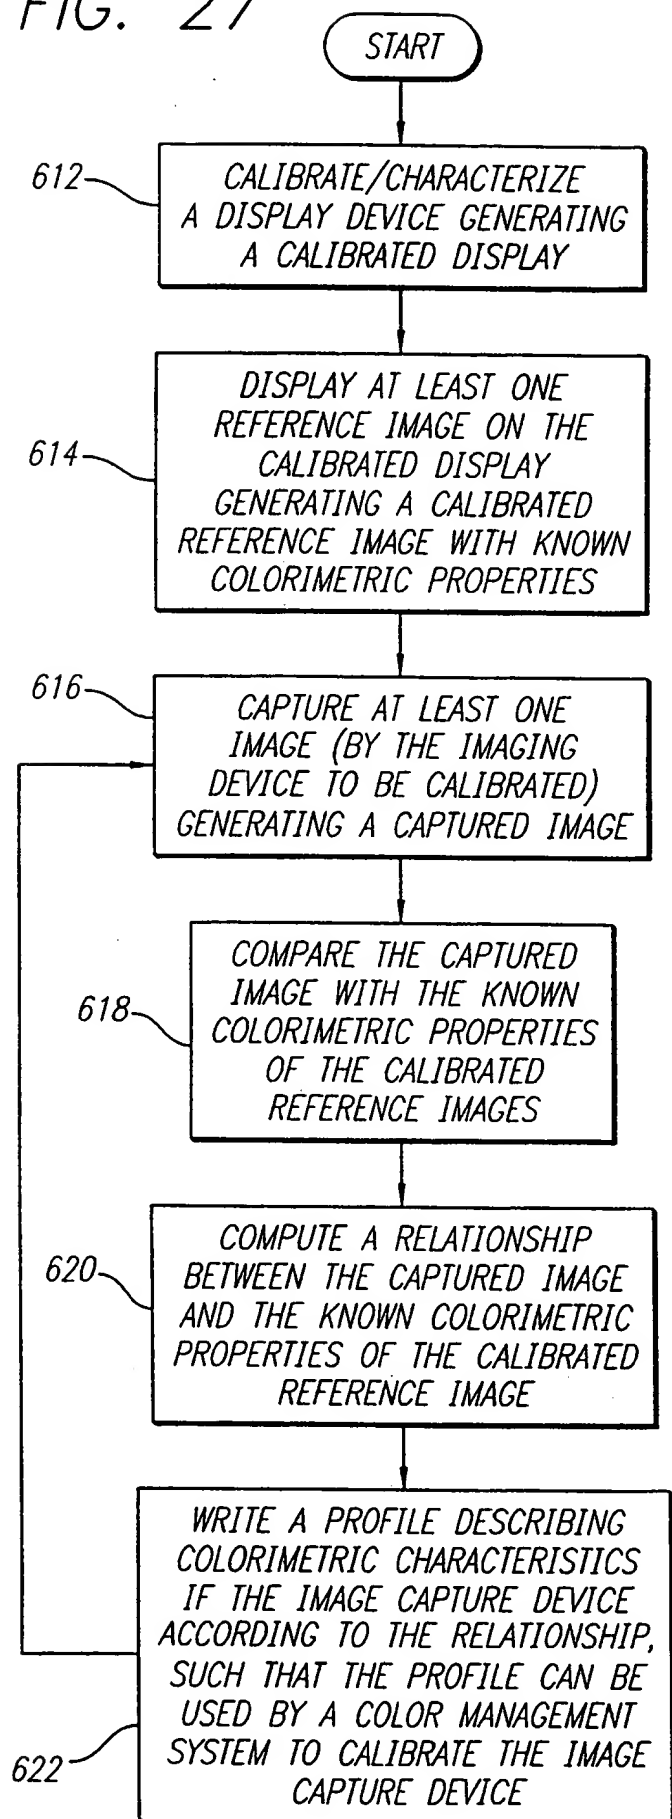 FIG. 27
START
612
CALIBRATE/CHARACTERIZE
A DISPLAY DEVICE GENERATING
A CALIBRATED DISPLAY
614
DISPLAY AT LEAST ONE
REFERENCE IMAGE ON THE
CALIBRATED DISPLAY
GENERATING A CALIBRATED
REFERENCE IMAGE WITH KNOWN
COLORIMETRIC PROPERTIES
616
CAPTURE AT LEAST ONE
IMAGE (BY THE IMAGING
DEVICE TO BE CALIBRATED)
GENERATING A CAPTURED IMAGE
618
COMPARE THE CAPTURED
IMAGE WITH THE KNOWN
COLORIMETRIC PROPERTIES
OF THE CALIBRATED
REFERENCE IMAGES
620
COMPUTE A RELATIONSHIP
BETWEEN THE CAPTURED IMAGE
AND THE KNOWN COLORIMETRIC
PROPERTIES OF THE CALIBRATED
REFERENCE IMAGE
622
WRITE A PROFILE DESCRIBING
COLORIMETRIC CHARACTERISTICS
IF THE IMAGE CAPTURE DEVICE
ACCORDING TO THE RELATIONSHIP,
SUCH THAT THE PROFILE CAN BE
USED BY A COLOR MANAGEMENT
SYSTEM TO CALIBRATE THE IMAGE
CAPTURE DEVICE